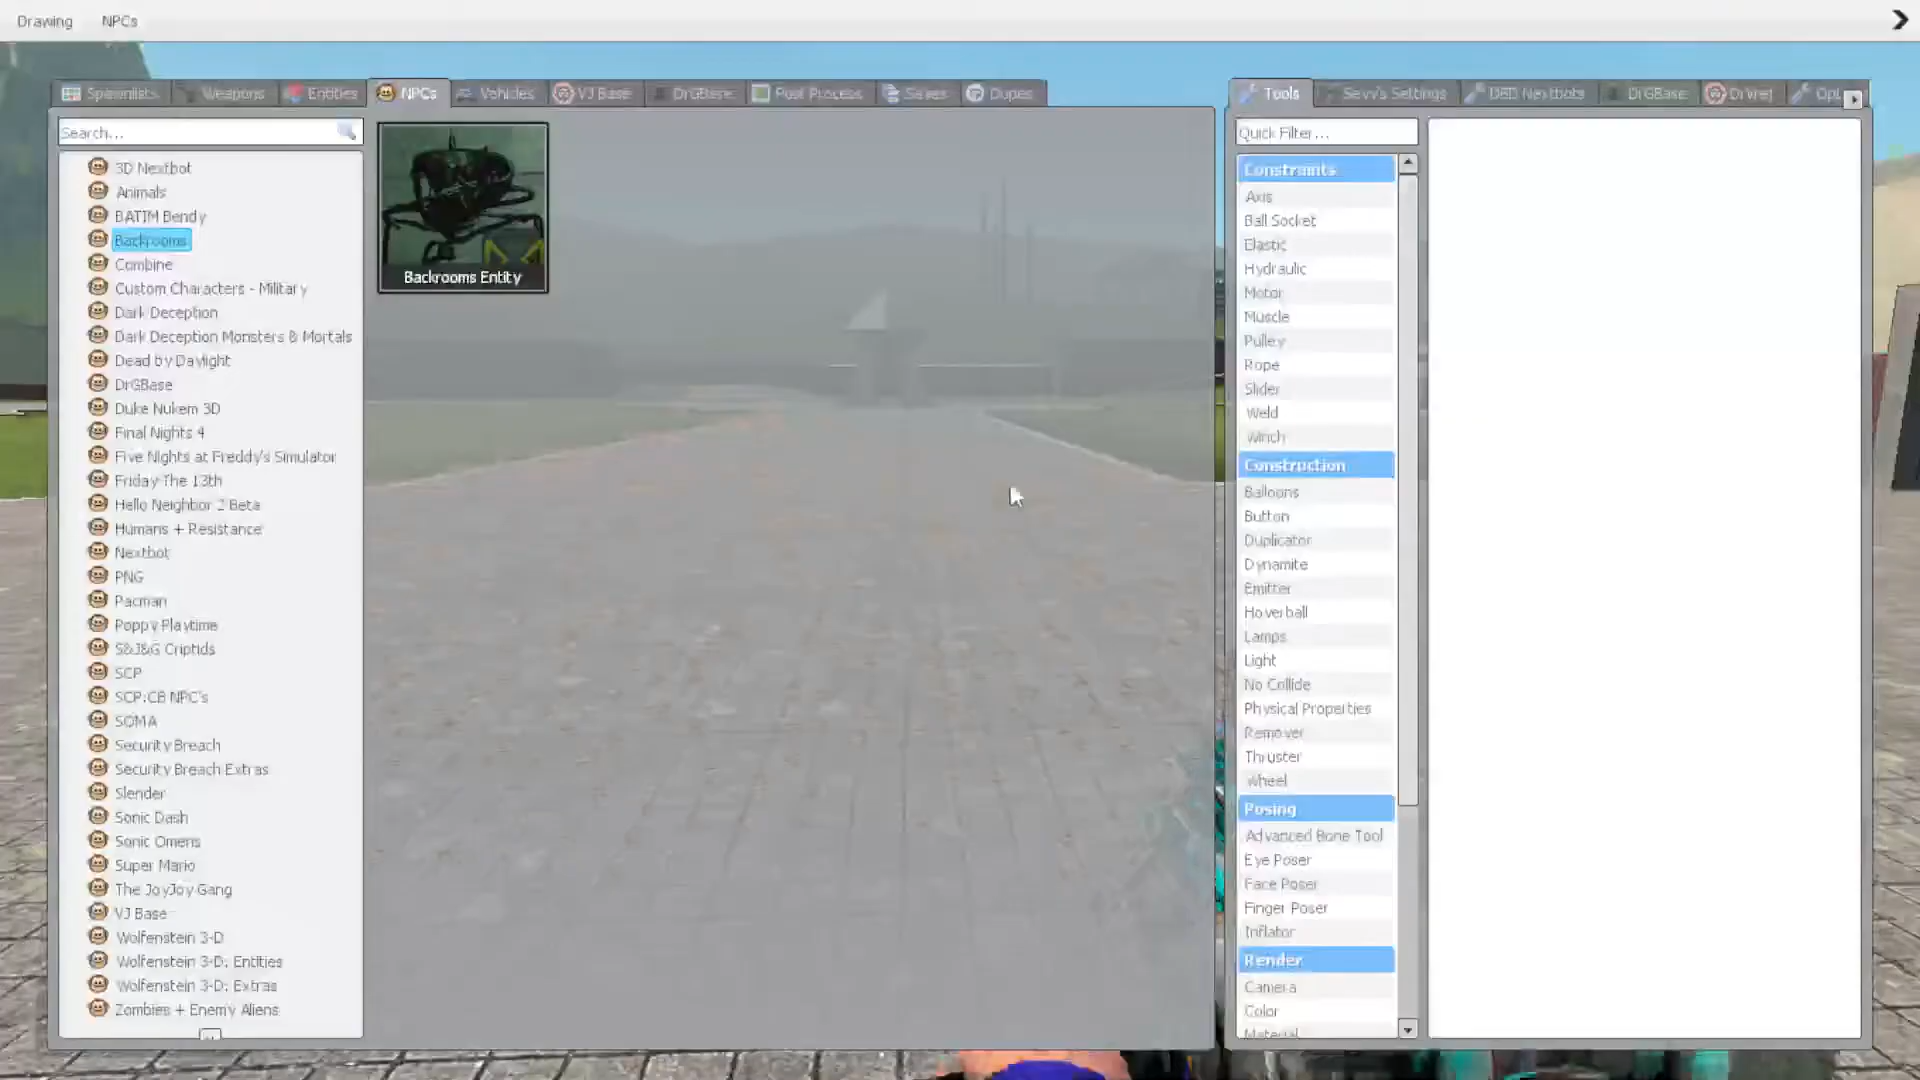 Drawing NPCs
Spawnlists Weapons Entities NPCs Vehicles VJ Base DrGBase Post Process Saves Dupes
Tools Sevv's Settings DBD Nextbots DrGBase DrVrej
Search...
3D Nextbot
Animals
BATIM Bendy
Backrooms
Combine
Custom Characters - Military
Dark Deception
Dark Deception Monsters & Mortals
Dead by Daylight
DrGBase
Duke Nukem 3D
Final Nights 4
Five Nights at Freddy's Simulator
Friday The 13th
Hello Neighbor 2 Beta
Humans + Resistance
Nextbot
PNG
Pacman
Poppy Playtime
S&J&G Criptids
SCP
SCP:CB NPC's
SOMA
Security Breach
Security Breach Extras
Slender
Sonic Dash
Sonic Omens
Super Mario
The JoyJoy Gang
VJ Base
Wolfenstein 3-D
Wolfenstein 3-D: Entities
Wolfenstein 3-D: Extras
Zombies + Enemy Aliens
Backrooms Entity
Quick Filter...
Constraints
Axis
Ball Socket
Elastic
Hydraulic
Motor
Muscle
Pulley
Rope
Slider
Weld
Winch
Construction
Balloons
Button
Duplicator
Dynamite
Emitter
Hoverball
Lamps
Light
No Collide
Physical Properties
Remover
Thruster
Wheel
Posing
Advanced Bone Tool
Eye Poser
Face Poser
Finger Poser
Inflator
Render
Camera
Color
Material